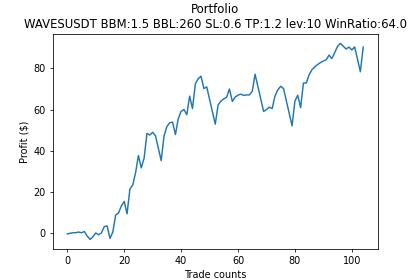 Portfolio
WAVESUSDT BBM:1.5 BBL:260 SL:0.6 TP:1.2 lev:10 WinRatio:64.0
80
60
40
20
0
Profit ($)
0 20 40 60 80 100
Trade counts